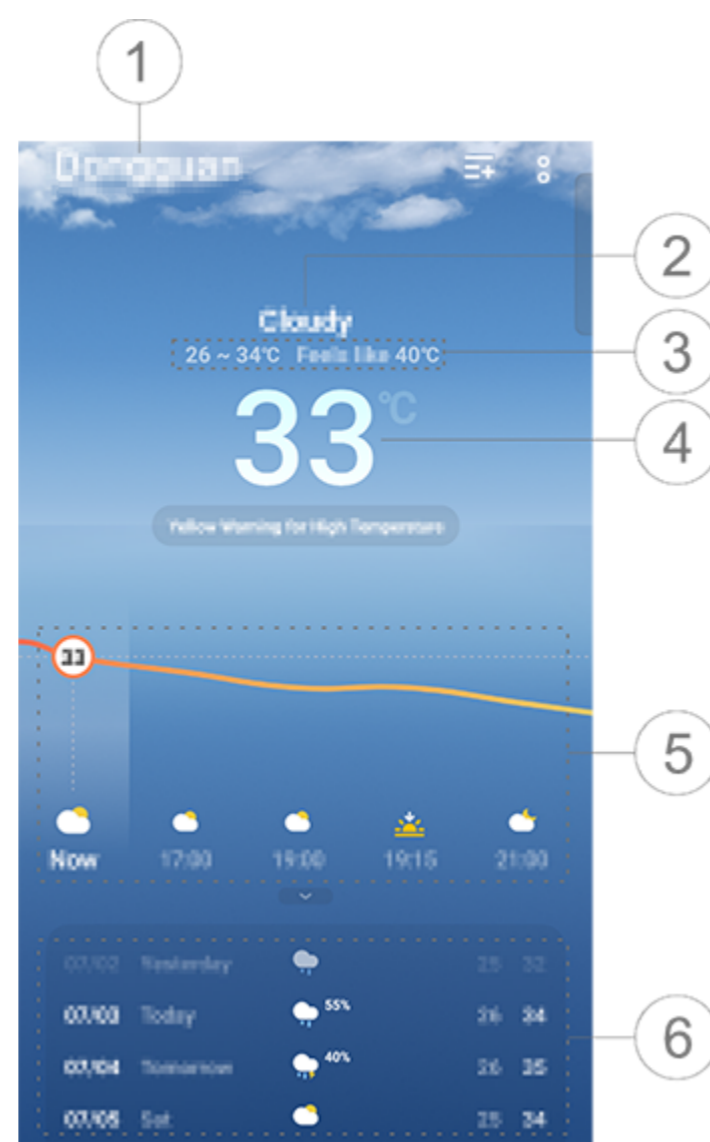 1
Dongguan
2
Cloudy
3
26 ~ 34°C Feels like 40°C
33°C
4
Yellow Warning for High Temperature
33
5
Now 17:00 19:00 19:15 21:00
07/02 Yesterday 25 32
07/03 Today 55% 26 34
6
07/04 Tomorrow 40% 26 35
07/05 Sat 25 34